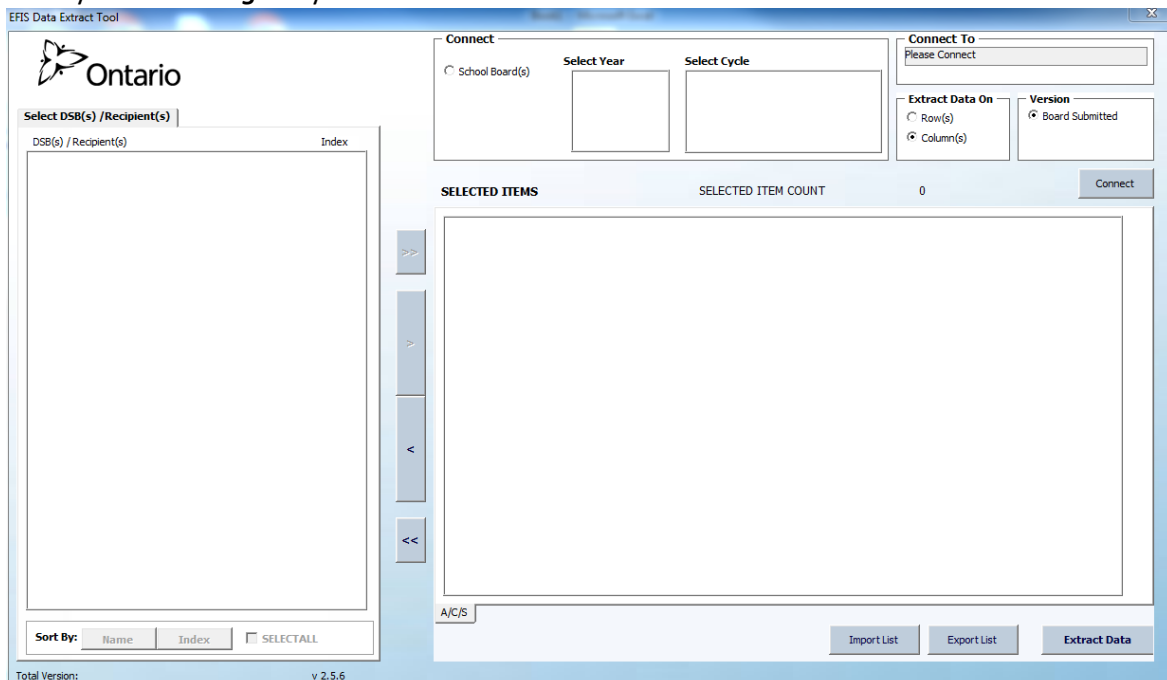 EFIS Data Extract Tool
Ontario
Select DSB(s) /Recipient(s)
DSB(s) / Recipient(s) Index
Sort By: Name Index SELECTALL
Total Version: v 2.5.6
>>
>
<
<<
Connect
School Board(s)
Select Year
Select Cycle
Connect To
Please Connect
Extract Data On
Row(s)
Column(s)
Version
Board Submitted
Connect
SELECTED ITEMS SELECTED ITEM COUNT 0
A/C/S
Import List Export List Extract Data